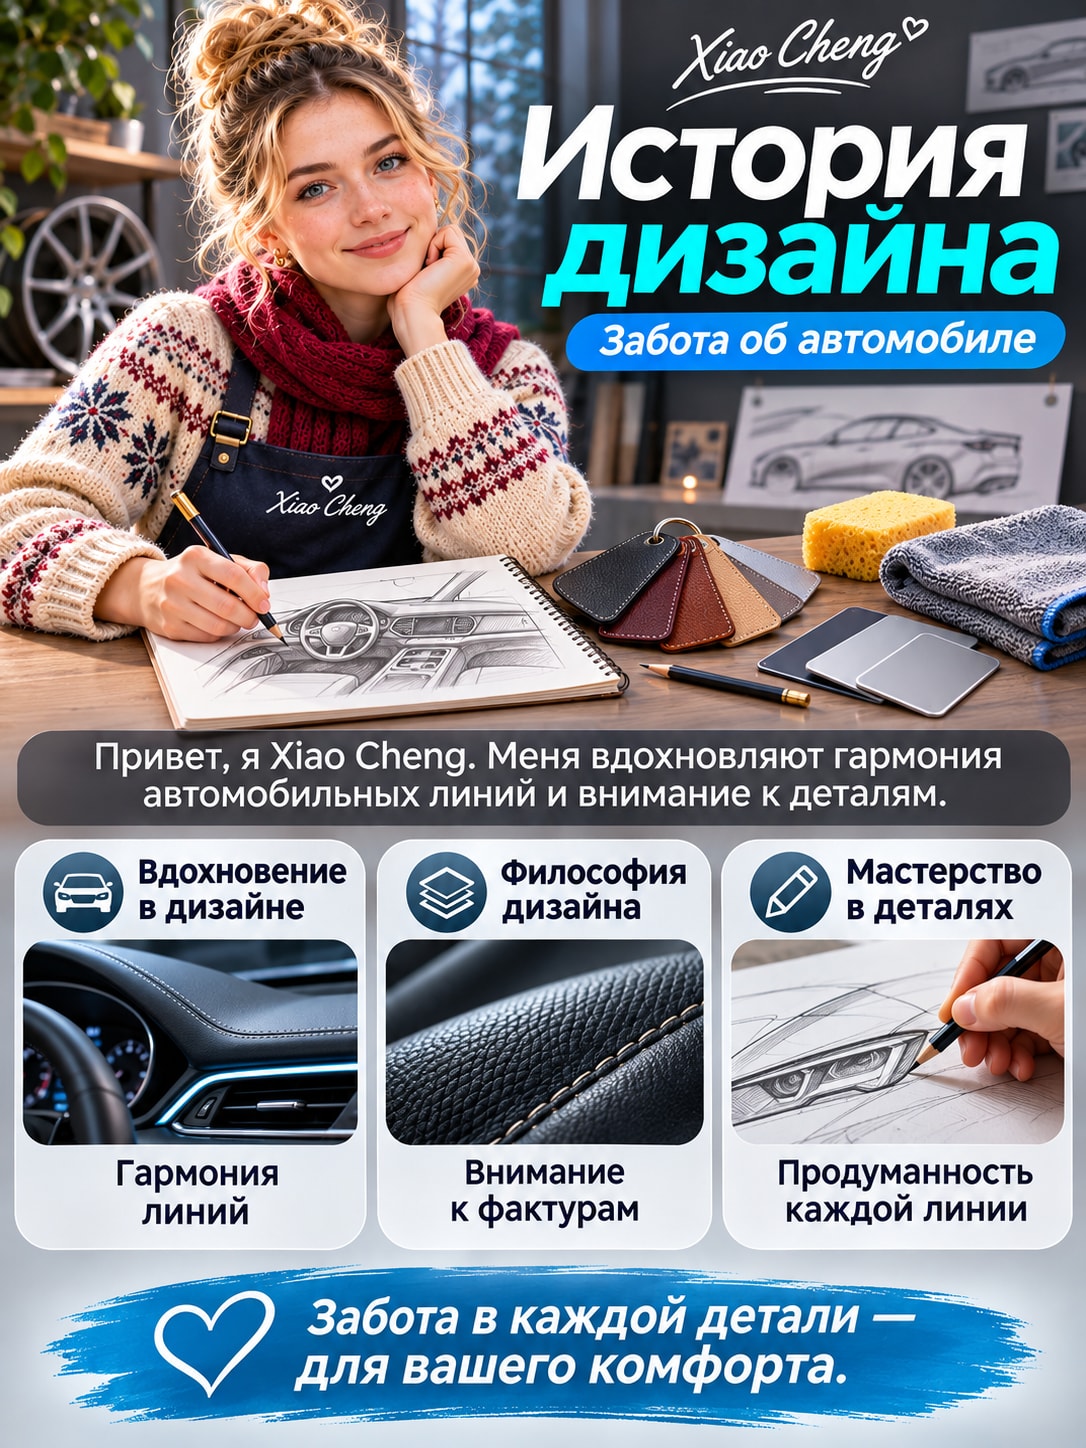 Xiao Cheng
История
дизайна
Забота об автомобиле
Xiao Cheng
Привет, я Xiao Cheng. Меня вдохновляют гармония
автомобильных линий и внимание к деталям.
Вдохновение
в дизайне
Философия
дизайна
Мастерство
в деталях
Гармония
линий
Внимание
к фактурам
Продуманность
каждой линии
Забота в каждой детали —
для вашего комфорта.